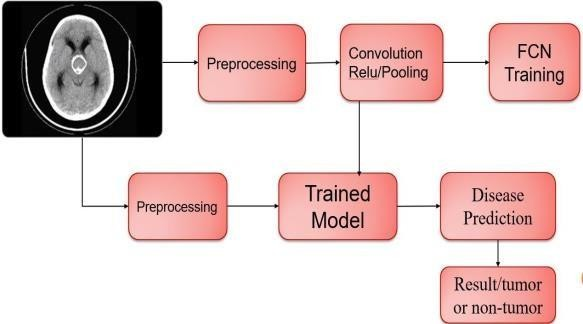 Preprocessing
Convolution
Relu/Pooling
FCN
Training
Preprocessing
Trained
Model
Disease
Prediction
Result/tumor
or non-tumor